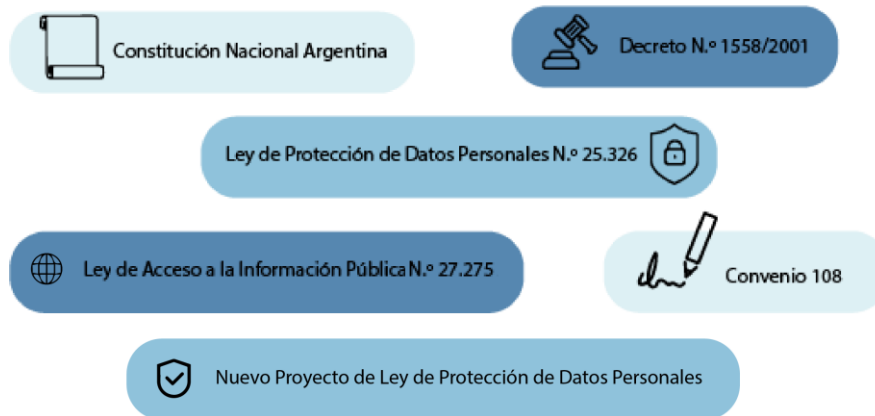 Constitución Nacional Argentina
Decreto N.º 1558/2001
Ley de Protección de Datos Personales N.º 25.326
Ley de Acceso a la Información Pública N.º 27.275
Convenio 108
Nuevo Proyecto de Ley de Protección de Datos Personales